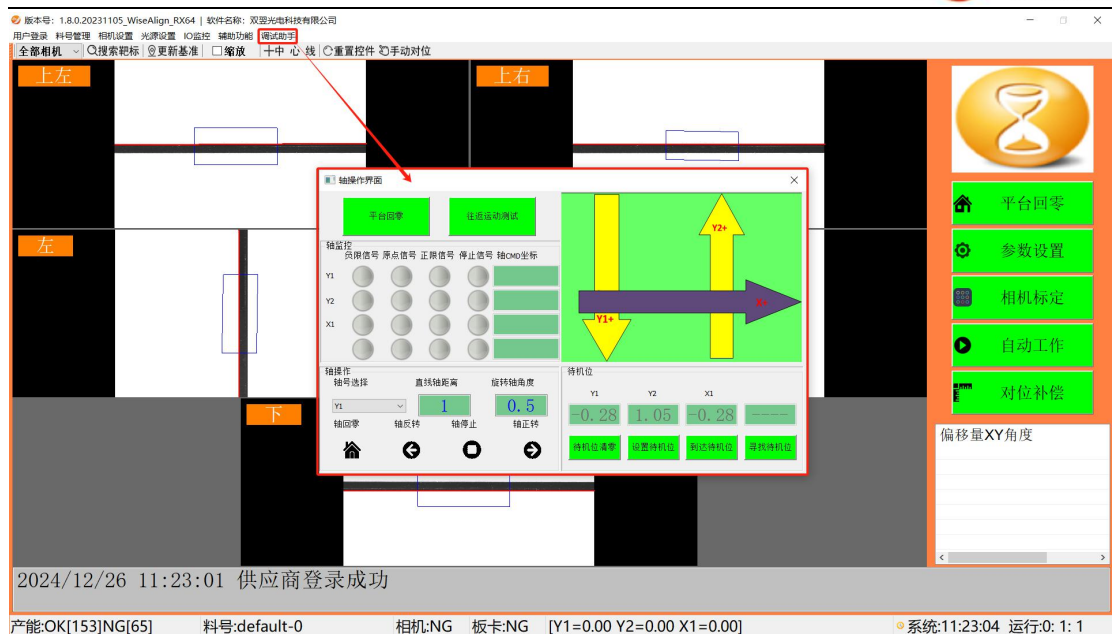 版本号：1.8.0.20231105_WiseAlign_RX64 | 软件名称：双翌光电科技有限公司
用户登录 料号管理 相机设置 光源设置 IO监控 辅助功能 调试助手
全部相机 搜索靶标 更新基准 缩放 十中 心 线 重置控件 手动对位
上左
上右
左
下
轴操作界面
平台回零 往返运动测试
轴监控
负限信号 原点信号 正限信号 停止信号 轴CMD坐标
Y1
Y2
X1
Y2+
X+
Y1+
轴操作
轴号选择 直线轴距离 旋转轴角度
Y1 1 0.5
轴回零 轴反转 轴停止 轴正转
待机位
Y1 Y2 X1
-0.28 1.05 -0.28 ----
待机位清零 设置待机位 到达待机位 寻找待机位
平台回零
参数设置
相机标定
自动工作
对位补偿
偏移量XY角度
2024/12/26 11:23:01 供应商登录成功
产能:OK[153]NG[65] 料号:default-0 相机:NG 板卡:NG [Y1=0.00 Y2=0.00 X1=0.00] 系统:11:23:04 运行:0: 1: 1